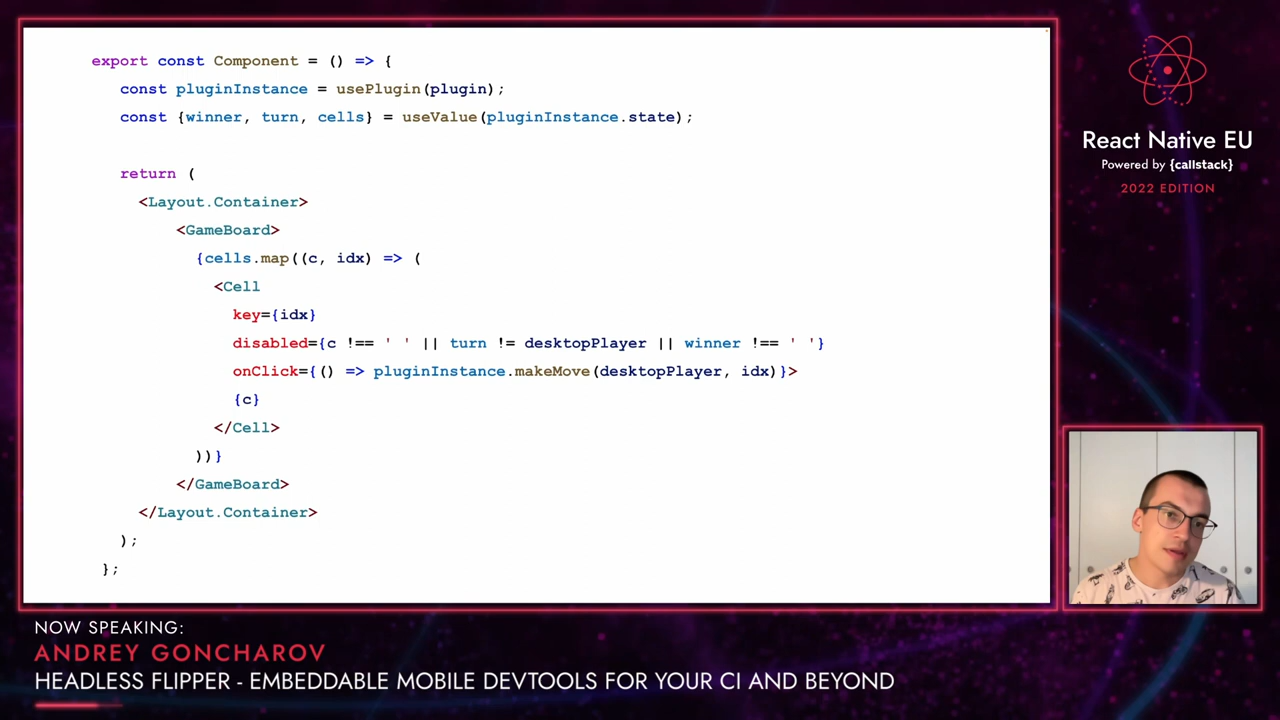 export const Component = () => {
const pluginInstance = usePlugin(plugin);
const {winner, turn, cells} = useValue(pluginInstance.state);
return (
<Layout.Container>
<GameBoard>
{cells.map((c, idx) => (
<Cell
key={idx}
disabled={c !== ' ' || turn != desktopPlayer || winner !== ' '}
onClick={() => pluginInstance.makeMove(desktopPlayer, idx)}>
{c}
</Cell>
))}
</GameBoard>
</Layout.Container>
);
};
React Native EU
Powered by {callstack}
2022 EDITION
NOW SPEAKING:
ANDREY GONCHAROV
HEADLESS FLIPPER - EMBEDDABLE MOBILE DEVTOOLS FOR YOUR CI AND BEYOND